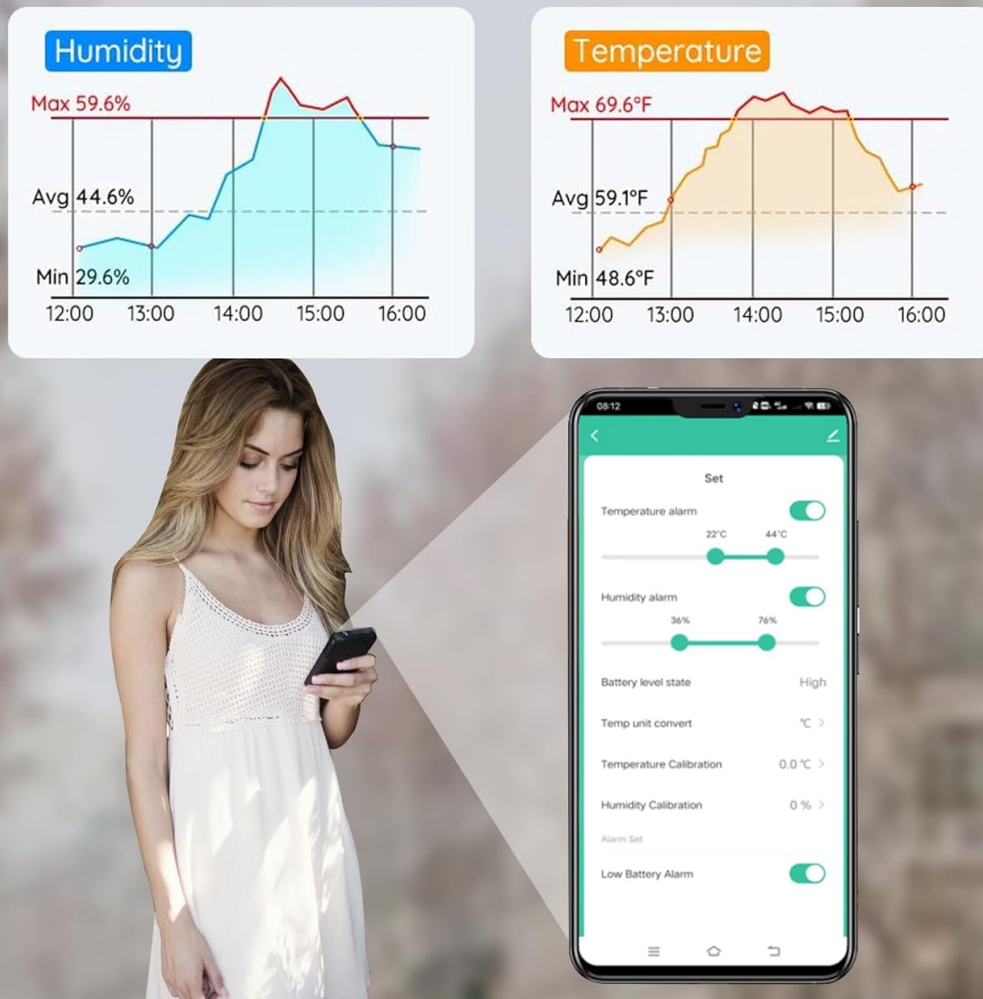 Humidity
Max 59.6%
Avg 44.6%
Min 29.6%
12:00 13:00 14:00 15:00 16:00
Temperature
Max 69.6°F
Avg 59.1°F
Min 48.6°F
12:00 13:00 14:00 15:00 16:00
08:12
Set
Temperature alarm
22°C 44°C
Humidity alarm
36% 76%
Battery level state High
Temp unit convert °C
Temperature Calibration 0.0 °C
Humidity Calibration 0 %
Alarm Set
Low Battery Alarm